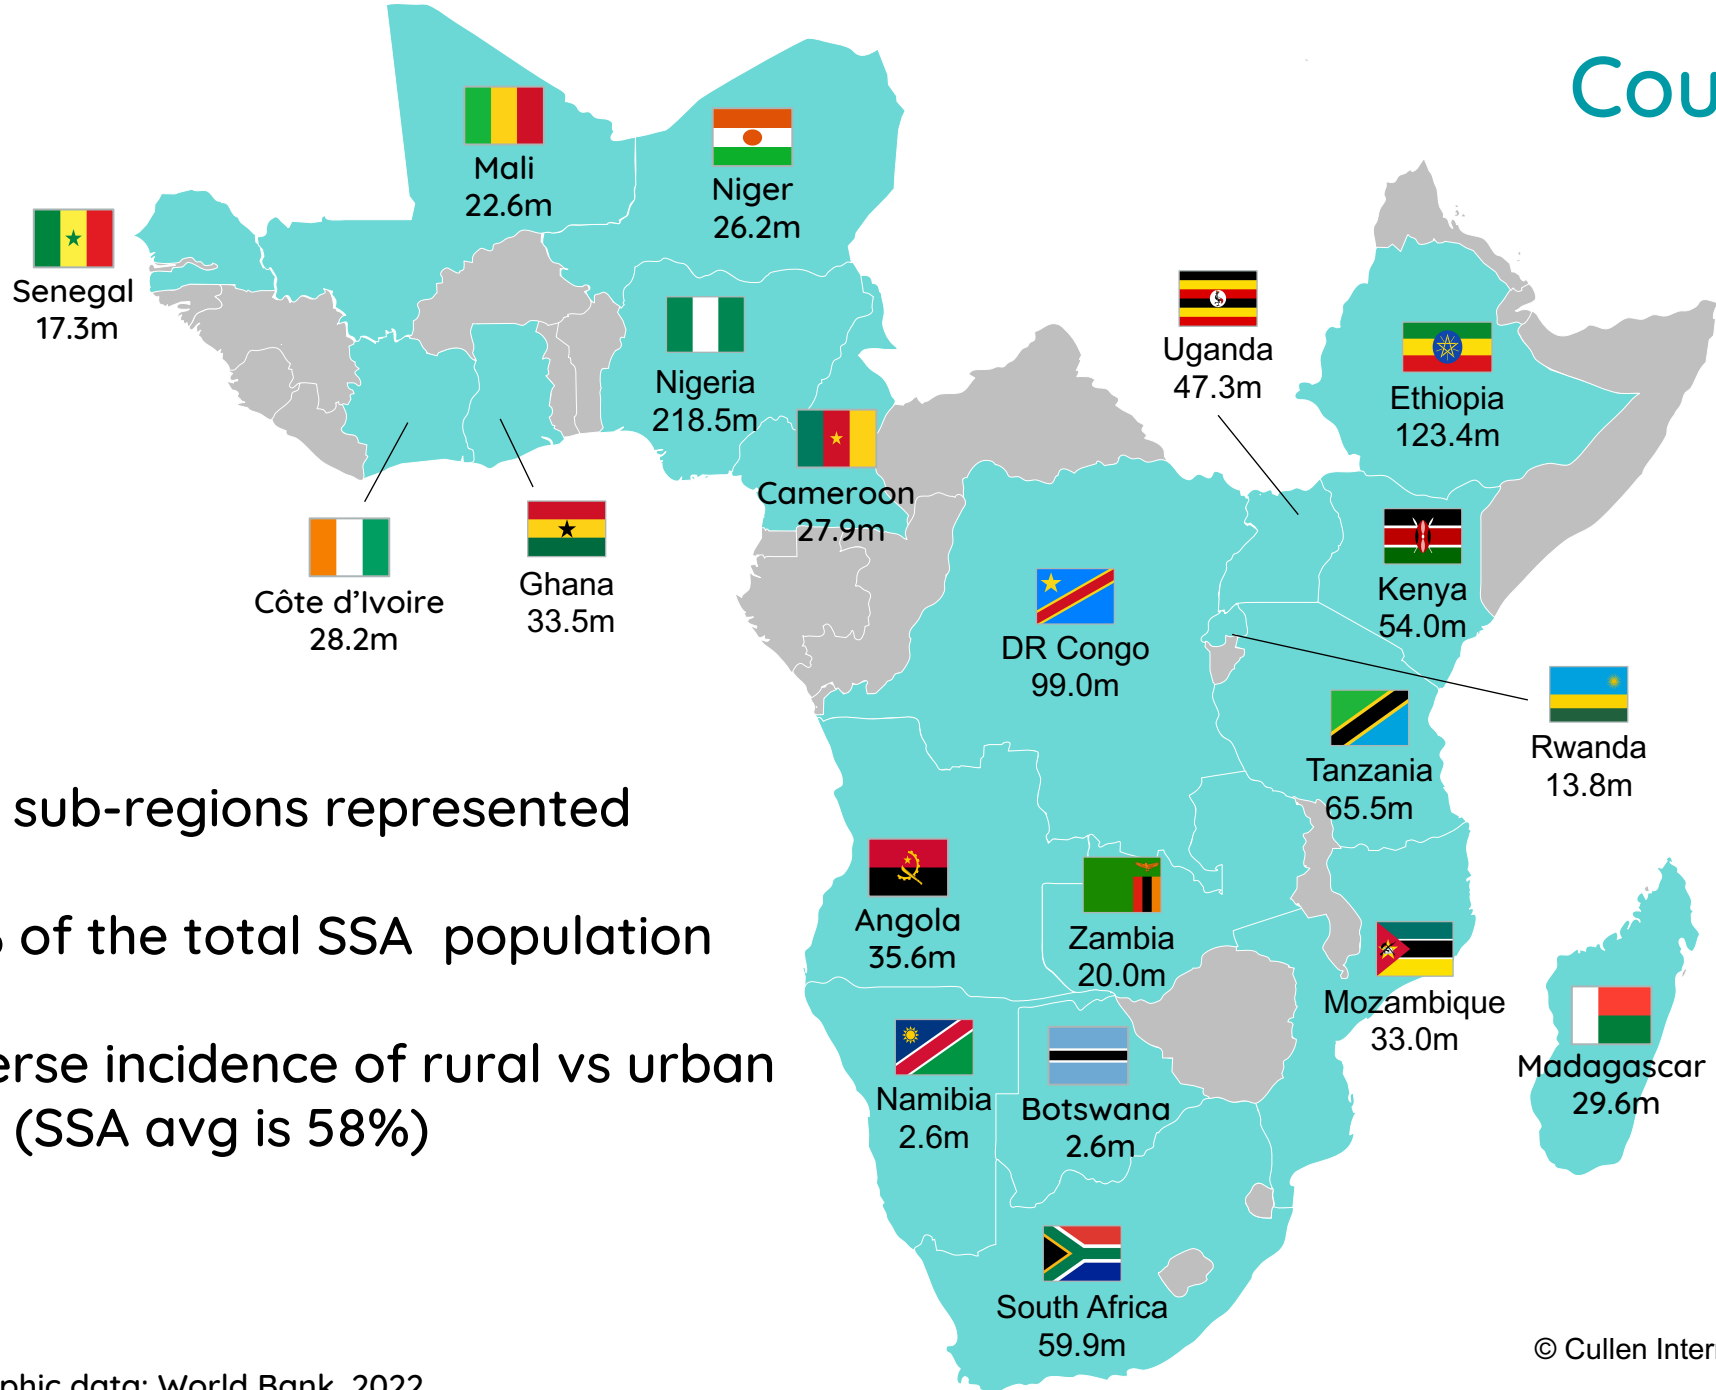 Cou
Mali
22.6m
Niger
26.2m
Senegal
17.3m
Nigeria
218.5m
Uganda
47.3m
Ethiopia
123.4m
Cameroon
27.9m
Côte d’Ivoire
28.2m
Ghana
33.5m
Kenya
54.0m
DR Congo
99.0m
Rwanda
13.8m
Tanzania
65.5m
sub-regions represented
Angola
35.6m
Zambia
20.0m
% of the total SSA population
Mozambique
33.0m
Madagascar
29.6m
Namibia
2.6m
Botswana
2.6m
erse incidence of rural vs urban
(SSA avg is 58%)
South Africa
59.9m
© Cullen Inter
phic data: World Bank, 2022